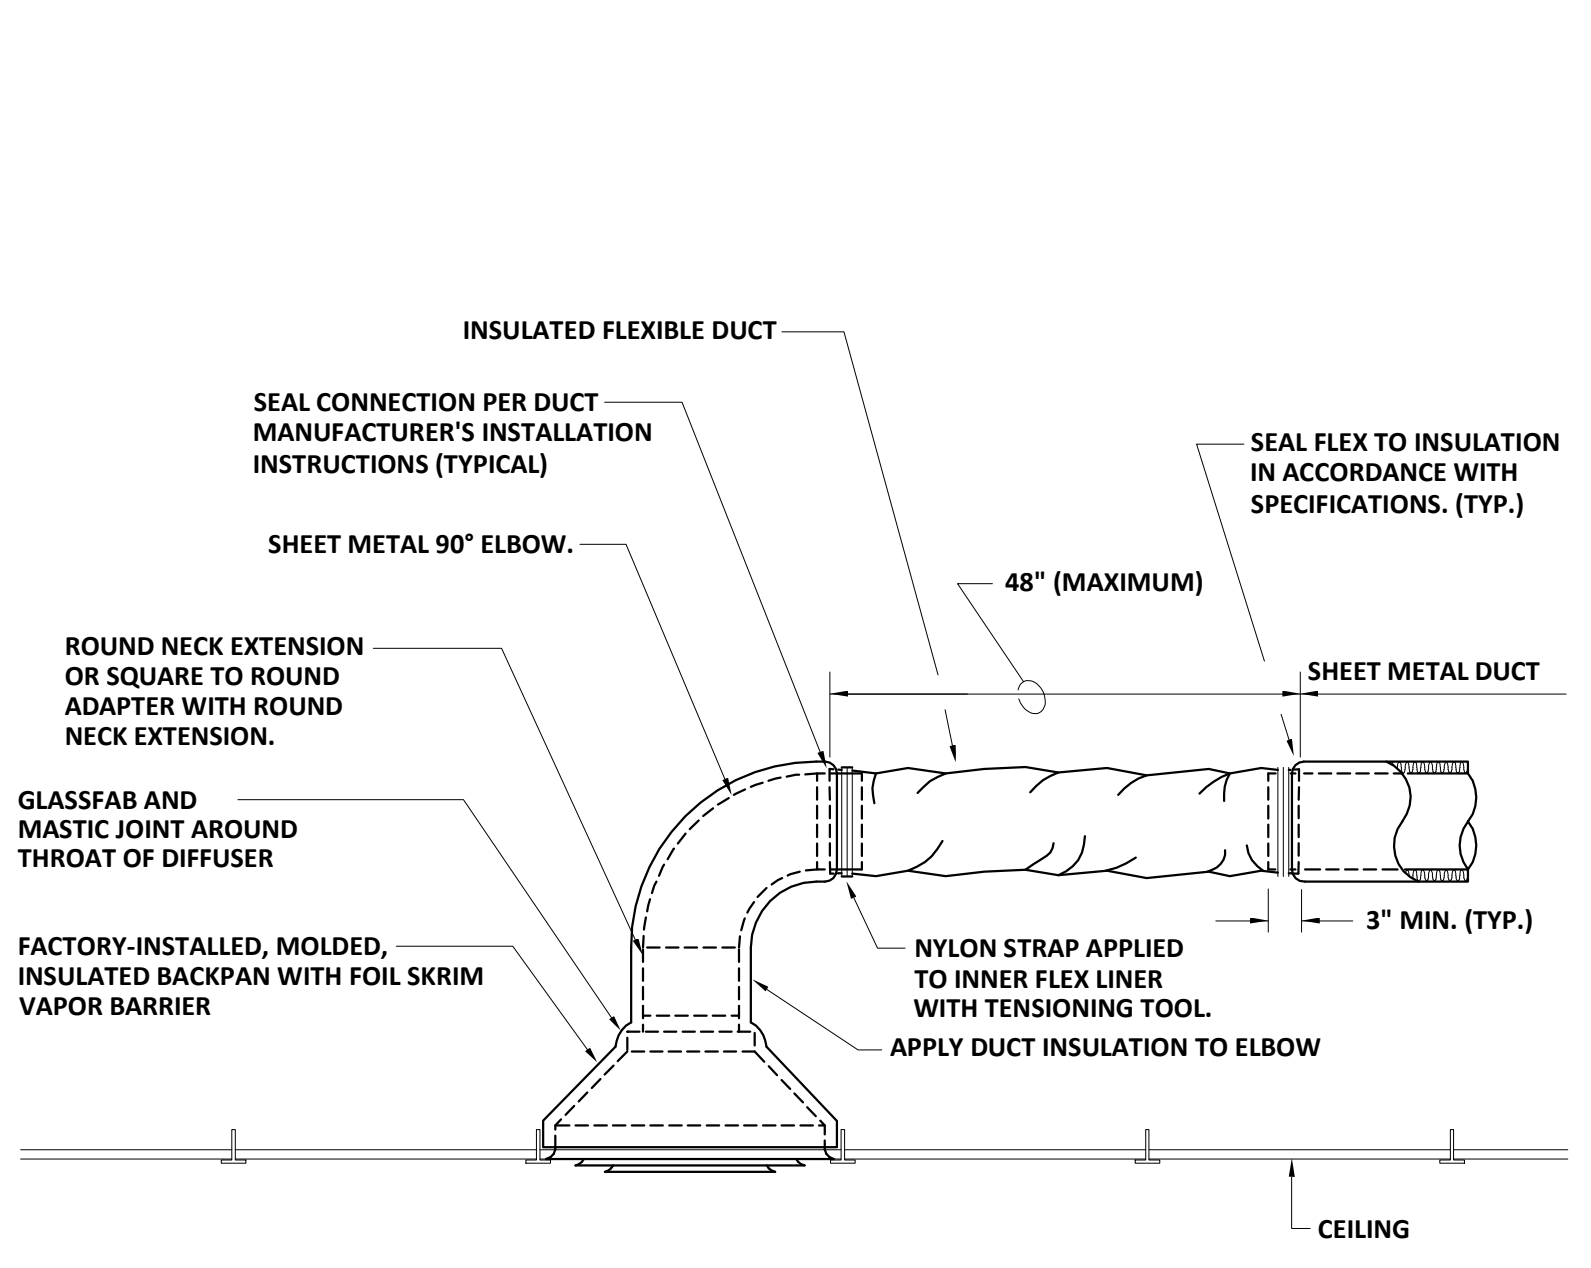 INSULATED FLEXIBLE DUCT
SEAL CONNECTION PER DUCT
MANUFACTURER'S INSTALLATION
INSTRUCTIONS (TYPICAL)
SEAL FLEX TO INSULATION
IN ACCORDANCE WITH
SPECIFICATIONS. (TYP.)
SHEET METAL 90° ELBOW.
48" (MAXIMUM)
ROUND NECK EXTENSION
OR SQUARE TO ROUND
ADAPTER WITH ROUND
NECK EXTENSION.
SHEET METAL DUCT
GLASSFAB AND
MASTIC JOINT AROUND
THROAT OF DIFFUSER
3" MIN. (TYP.)
FACTORY-INSTALLED, MOLDED,
INSULATED BACKPAN WITH FOIL SKRIM
VAPOR BARRIER
NYLON STRAP APPLIED
TO INNER FLEX LINER
WITH TENSIONING TOOL.
APPLY DUCT INSULATION TO ELBOW
CEILING